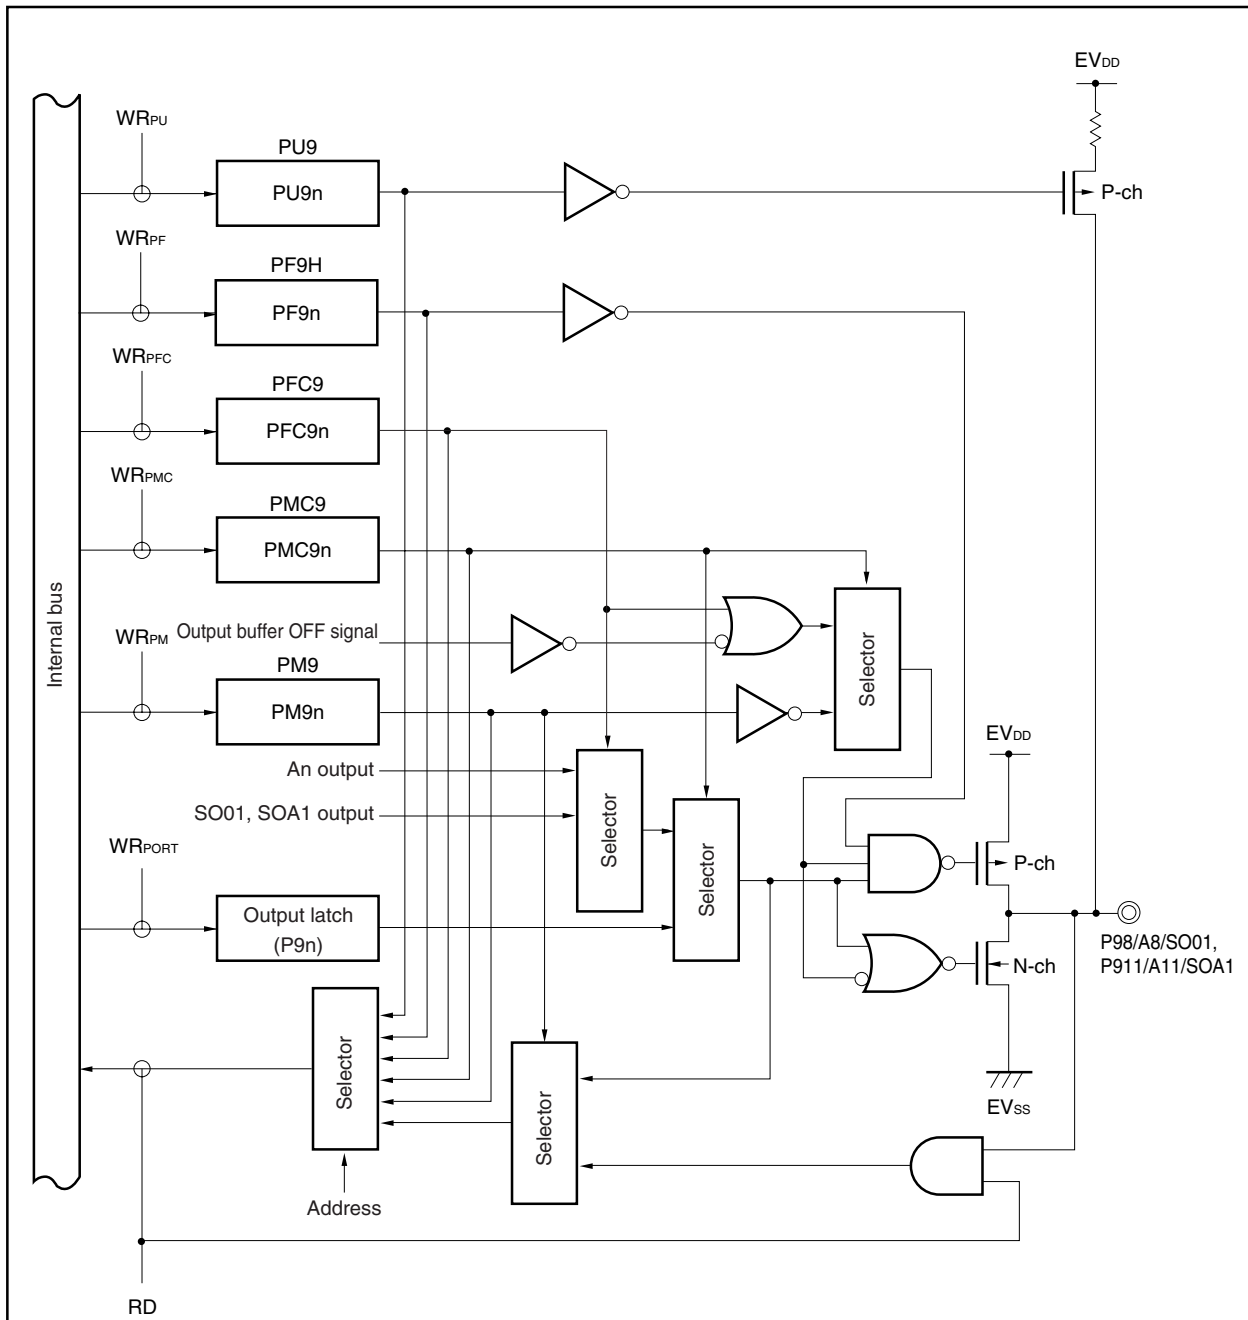 EVDD
WRPU
PU9
PU9n
P-ch
WRPF
PF9H
PF9n
WRPFC
PFC9
PFC9n
WRPMC
PMC9
PMC9n
Internal bus
WRPM
Output buffer OFF signal
Selector
PM9
PM9n
EVDD
An output
SO01, SOA1 output
Selector
Selector
WRPORT
P-ch
Output latch
(P9n)
P98/A8/SO01,
P911/A11/SOA1
N-ch
Selector
Selector
EVSS
Address
RD